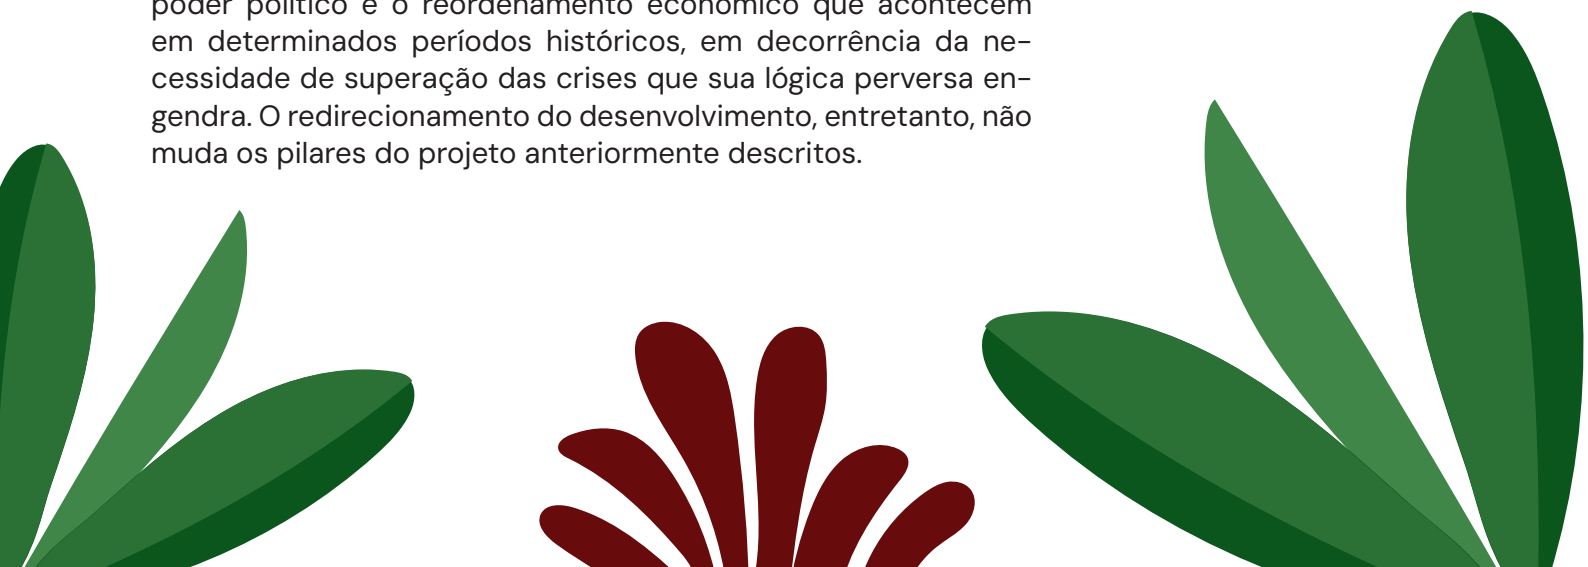 poder político e o reordenamento econômico que acontecem
em determinados períodos históricos, em decorrência da ne-
cessidade de superação das crises que sua lógica perversa en-
gendra. O redirecionamento do desenvolvimento, entretanto, não
muda os pilares do projeto anteriormente descritos.